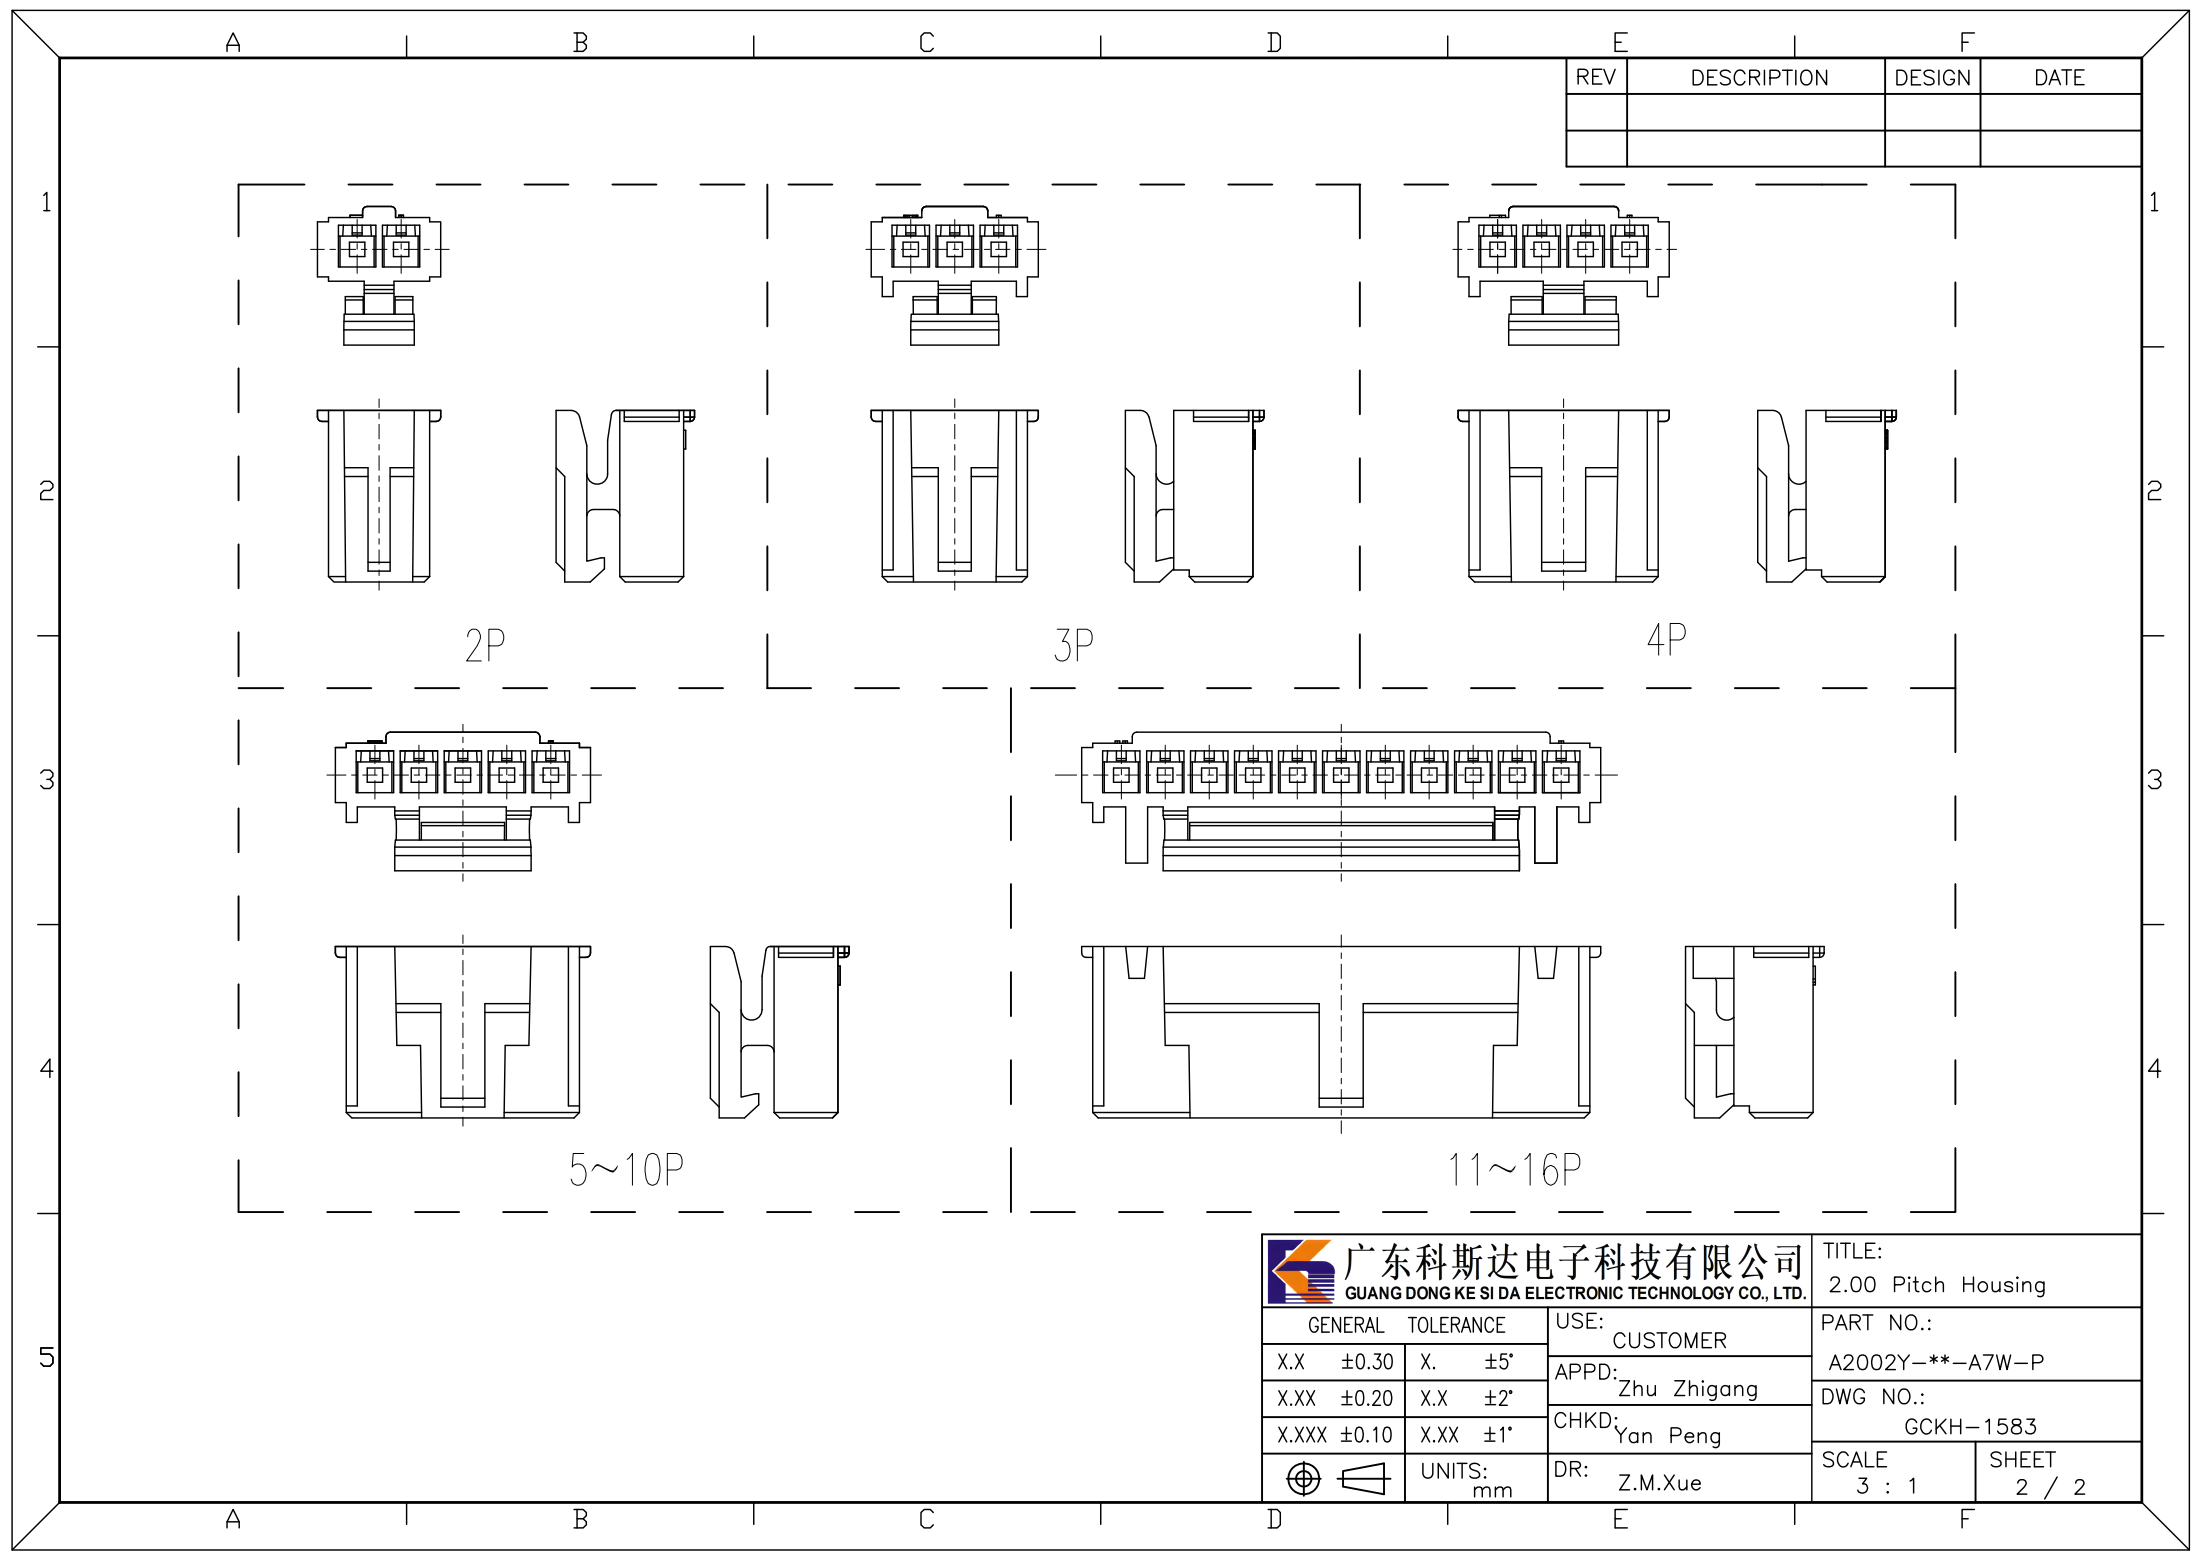 A B C D E F
REV DESCRIPTION DESIGN DATE
1 1
2 2
2P 3P 4P
3 3
4 4
5~10P 11~16P
广东科斯达电子科技有限公司
GUANG DONG KE SI DA ELECTRONIC TECHNOLOGY CO., LTD.
TITLE:
2.00 Pitch Housing
GENERAL TOLERANCE
X.X ±0.30 X. ±5°
X.XX ±0.20 X.X ±2°
X.XXX ±0.10 X.XX ±1°
UNITS:
mm
USE:
CUSTOMER
APPD:
Zhu Zhigang
CHKD:
Yan Peng
DR:
Z.M.Xue
PART NO.:
A2002Y-**-A7W-P
DWG NO.:
GCKH-1583
SCALE
3 : 1
SHEET
2 / 2
5
A B C D E F